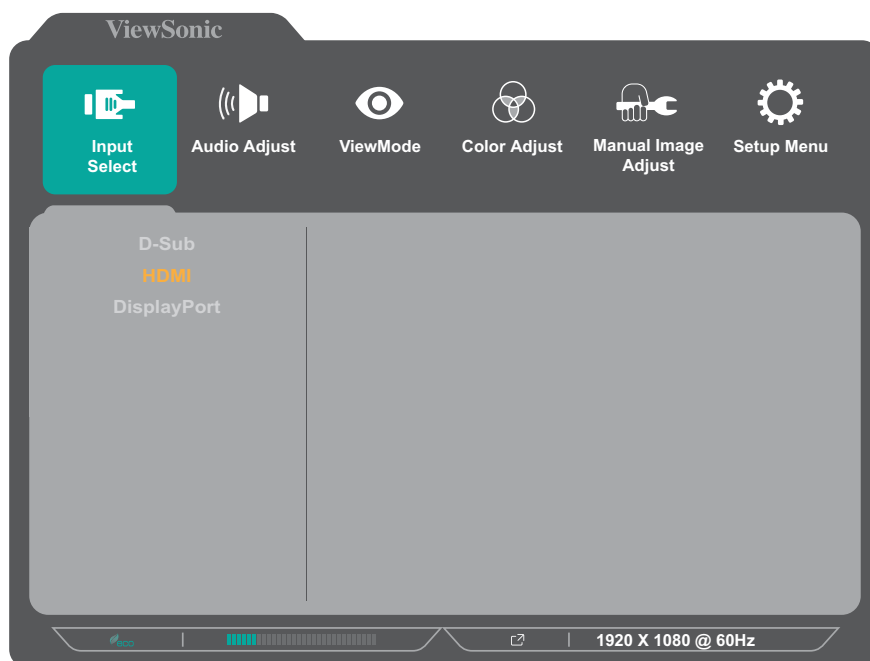 ViewSonic
Input
Select
Audio Adjust
ViewMode
Color Adjust
Manual Image
Adjust
Setup Menu
D-Sub
HDMI
DisplayPort
eco
1920 X 1080 @ 60Hz